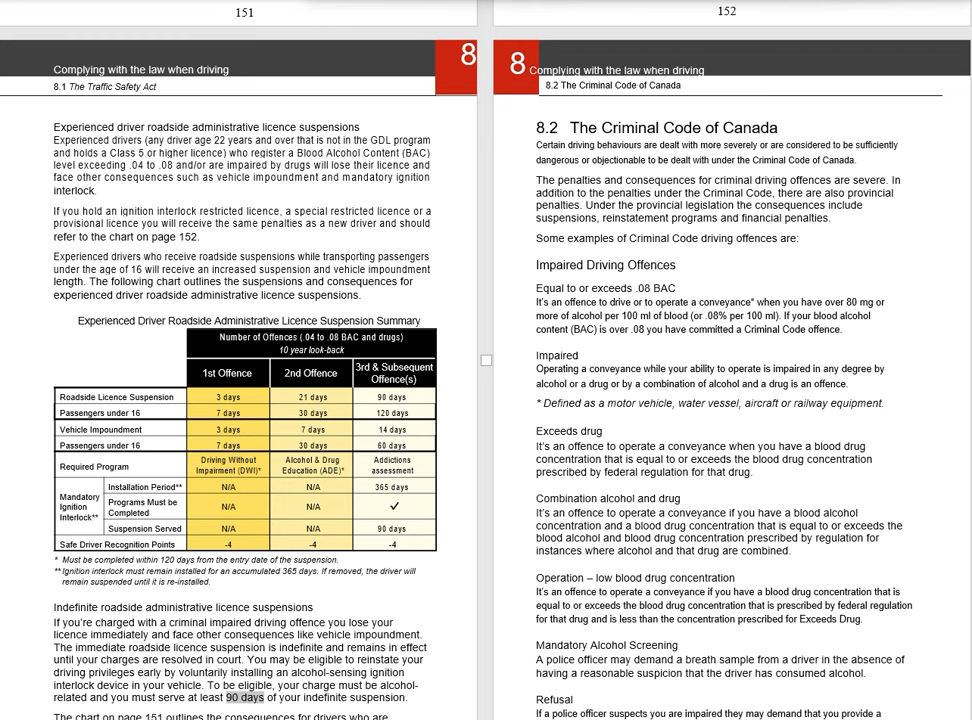 151
8
Complying with the law when driving
8.1 The Traffic Safety Act
Experienced driver roadside administrative licence suspensions
Experienced drivers (any driver age 22 years and over that is not in the GDL program
and holds a Class 5 or higher licence) who register a Blood Alcohol Content (BAC)
level exceeding .04 to .08 and/or are impaired by drugs will lose their licence and
face other consequences such as vehicle impoundment and mandatory ignition
interlock.
If you hold an ignition interlock restricted licence, a special restricted licence or a
provisional licence you will receive the same penalties as a new driver and should
refer to the chart on page 152.
Experienced drivers who receive roadside suspensions while transporting passengers
under the age of 16 will receive an increased suspension and vehicle impoundment
length. The following chart outlines the suspensions and consequences for
experienced driver roadside administrative licence suspensions.
Experienced Driver Roadside Administrative Licence Suspension Summary
Number of Offences (.04 to .08 BAC and drugs)
10 year look-back
1st Offence 2nd Offence 3rd & Subsequent
Offence(s)
Roadside Licence Suspension 3 days 21 days 90 days
Passengers under 16 7 days 30 days 120 days
Vehicle Impoundment 3 days 7 days 14 days
Passengers under 16 7 days 30 days 60 days
Required Program Driving Without Alcohol & Drug Addictions
Impairment (DWI)* Education (ADE)* assessment
Mandatory
Ignition
Interlock**
Installation Period** N/A N/A 365 days
Programs Must be
Completed N/A N/A ✓
Suspension Served N/A N/A 90 days
Safe Driver Recognition Points -4 -4 -4
* Must be completed within 120 days from the entry date of the suspension.
** Ignition interlock must remain installed for an accumulated 365 days. If removed, the driver will
remain suspended until it is re-installed.
Indefinite roadside administrative licence suspensions
If you're charged with a criminal impaired driving offence you lose your
licence immediately and face other consequences like vehicle impoundment.
The immediate roadside licence suspension is indefinite and remains in effect
until your charges are resolved in court. You may be eligible to reinstate your
driving privileges early by voluntarily installing an alcohol-sensing ignition
interlock device in your vehicle. To be eligible, your charge must be alcohol-
related and you must serve at least 90 days of your indefinite suspension.
The chart on page 151 outlines the consequences for drivers who are
152
8
Complying with the law when driving
8.2 The Criminal Code of Canada
8.2 The Criminal Code of Canada
Certain driving behaviours are dealt with more severely or are considered to be sufficiently
dangerous or objectionable to be dealt with under the Criminal Code of Canada.
The penalties and consequences for criminal driving offences are severe. In
addition to the penalties under the Criminal Code, there are also provincial
penalties. Under the provincial legislation the consequences include
suspensions, reinstatement programs and financial penalties.
Some examples of Criminal Code driving offences are:
Impaired Driving Offences
Equal to or exceeds .08 BAC
It's an offence to drive or to operate a conveyance* when you have over 80 mg or
more of alcohol per 100 ml of blood (or .08% per 100 ml). If your blood alcohol
content (BAC) is over .08 you have committed a Criminal Code offence.
Impaired
Operating a conveyance while your ability to operate is impaired in any degree by
alcohol or a drug or by a combination of alcohol and a drug is an offence.
* Defined as a motor vehicle, water vessel, aircraft or railway equipment.
Exceeds drug
It's an offence to operate a conveyance when you have a blood drug
concentration that is equal to or exceeds the blood drug concentration
prescribed by federal regulation for that drug.
Combination alcohol and drug
It's an offence to operate a conveyance if you have a blood alcohol
concentration and a blood drug concentration that is equal to or exceeds the
blood alcohol and blood drug concentration prescribed by regulation for
instances where alcohol and that drug are combined.
Operation – low blood drug concentration
It's an offence to operate a conveyance if you have a blood drug concentration that is
equal to or exceeds the blood drug concentration that is prescribed by federal regulation
for that drug and is less than the concentration prescribed for Exceeds Drug.
Mandatory Alcohol Screening
A police officer may demand a breath sample from a driver in the absence of
having a reasonable suspicion that the driver has consumed alcohol.
Refusal
If a police officer suspects you are impaired they may demand that you provide a